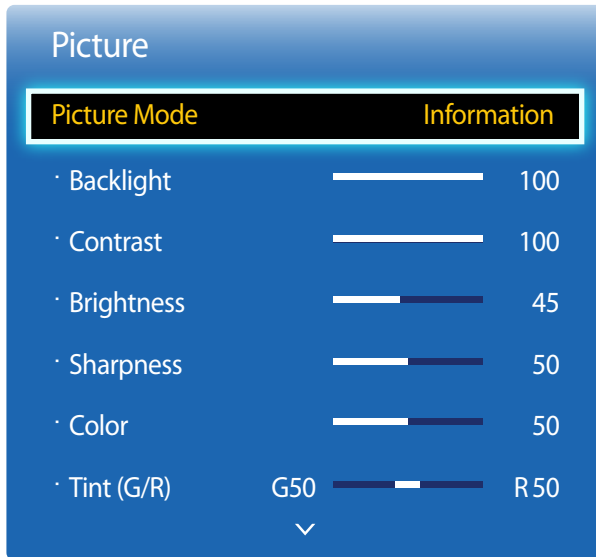 Picture
Picture Mode Information
· Backlight 100
· Contrast 100
· Brightness 45
· Sharpness 50
· Color 50
· Tint (G/R) G50 R50